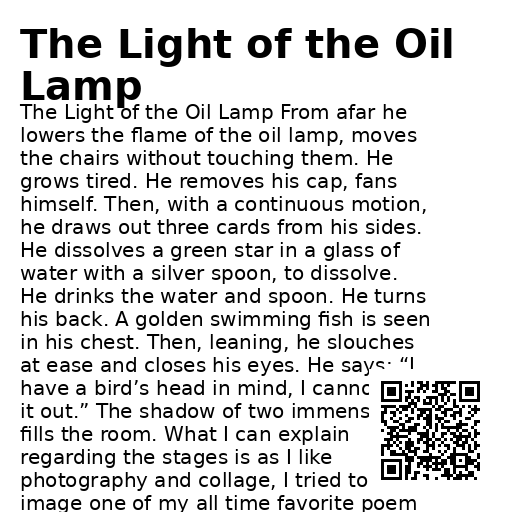 The Light of the Oil
Lamp
The Light of the Oil Lamp From afar he
lowers the flame of the oil lamp, moves
the chairs without touching them. He
grows tired. He removes his cap, fans
himself. Then, with a continuous motion,
he draws out three cards from his sides.
He dissolves a green star in a glass of
water with a silver spoon, to dissolve.
He drinks the water and spoon. He turns
his back. A golden swimming fish is seen
in his chest. Then, leaning, he slouches
at ease and closes his eyes. He says: “I
have a bird’s head in mind, I
it out.” The shadow of two
fills the room. What I can explain
regarding the stages is as I like
photography and collage, I tried to
image one of my all time favorite poem